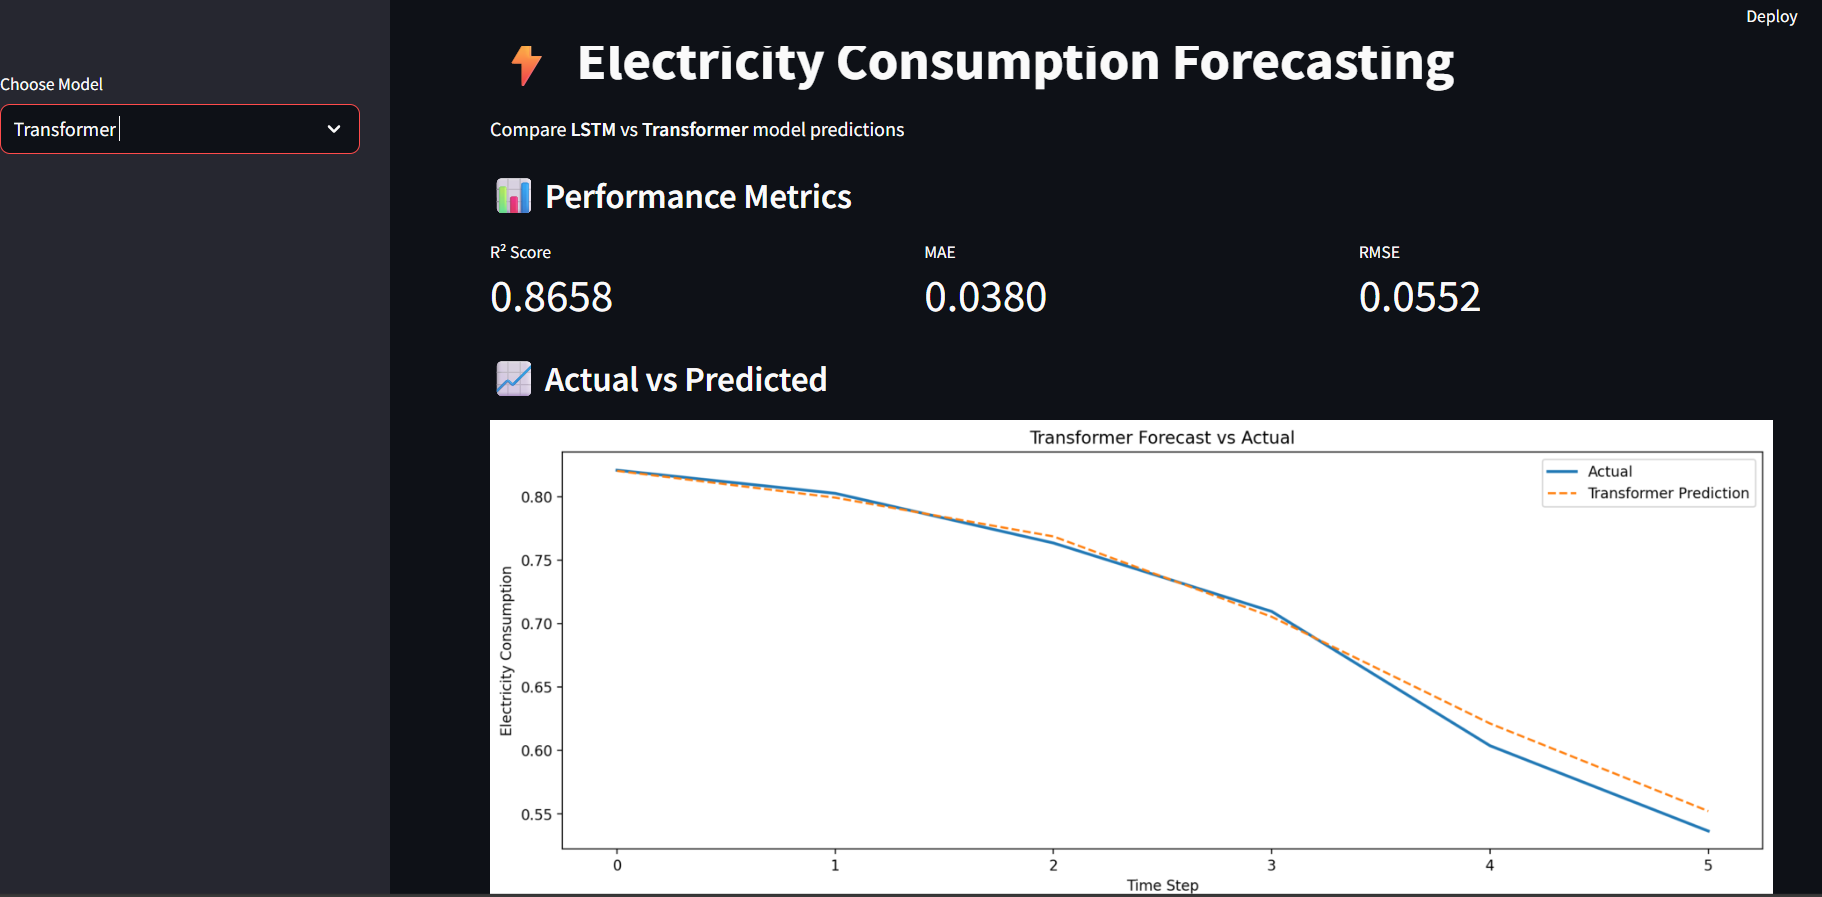 Deploy
Choose Model
Transformer
Electricity Consumption Forecasting
Compare LSTM vs Transformer model predictions
Performance Metrics
R² Score
MAE
RMSE
0.8658
0.0380
0.0552
Actual vs Predicted
Transformer Forecast vs Actual
Actual
Transformer Prediction
Electricity Consumption
0.80
0.75
0.70
0.65
0.60
0.55
0 1 2 3 4 5
Time Step